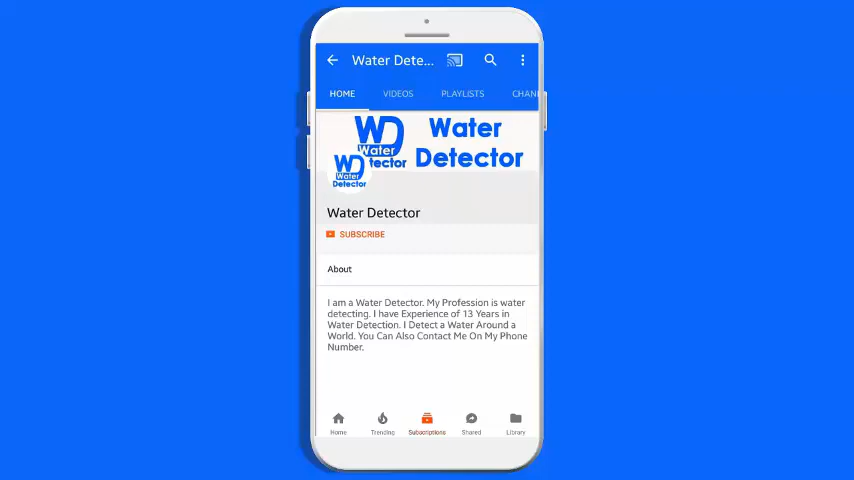 Water Dete...
HOME VIDEOS PLAYLISTS CHAN
WD
Water
Detector
Water
Detector
WD
Water
Detector
Water Detector
SUBSCRIBE
About
I am a Water Detector. My Profession is water
detecting. I have Experience of 13 Years in
Water Detection. I Detect a Water Around a
World. You Can Also Contact Me On My Phone
Number.
Home Trending Subscriptions Shared Library